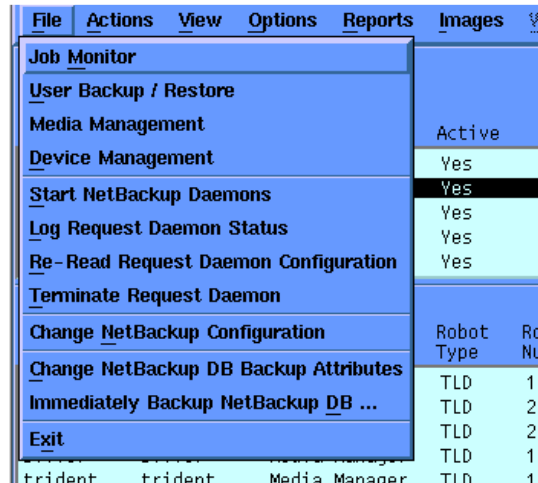 File Actions View Options Reports Images
Job Monitor
User Backup / Restore
Media Management
Device Management
Start NetBackup Daemons
Log Request Daemon Status
Re-Read Request Daemon Configuration
Terminate Request Daemon
Change NetBackup Configuration
Change NetBackup DB Backup Attributes
Immediately Backup NetBackup DB ...
Exit
Active
Yes
Yes
Yes
Yes
Yes
Robot
Type
TLD 1
TLD 2
TLD 2
TLD 1
trident trident Media Manager TLD 1